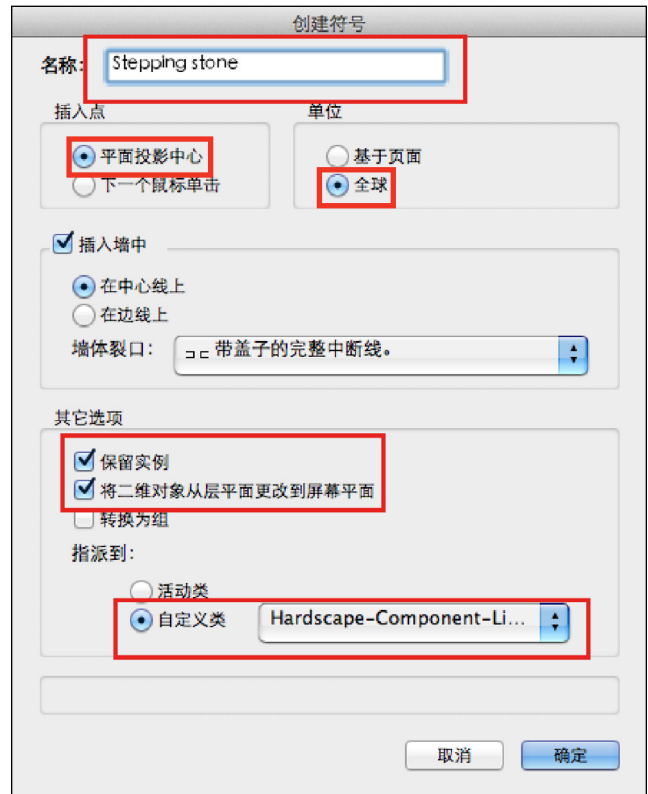 创建符号
名称: Stepping stone
插入点 单位
平面投影中心 基于页面
下一个鼠标单击 全球
插入墙中
在中心线上
在边线上
墙体裂口: 带盖子的完整中断线。
其它选项
保留实例
将二维对象从层平面更改到屏幕平面
转换为组
指派到:
活动类
自定义类 Hardscape-Component-Li...
取消 确定